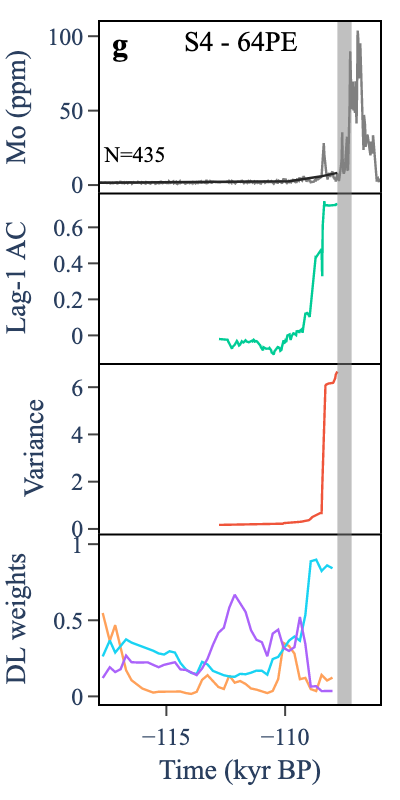 g
S4 - 64PE
Mo (ppm)
100
50
0
N=435
Lag-1 AC
0.6
0.4
0.2
0
Variance
6
4
2
0
DL weights
1
0.5
0
−115
−110
Time (kyr BP)